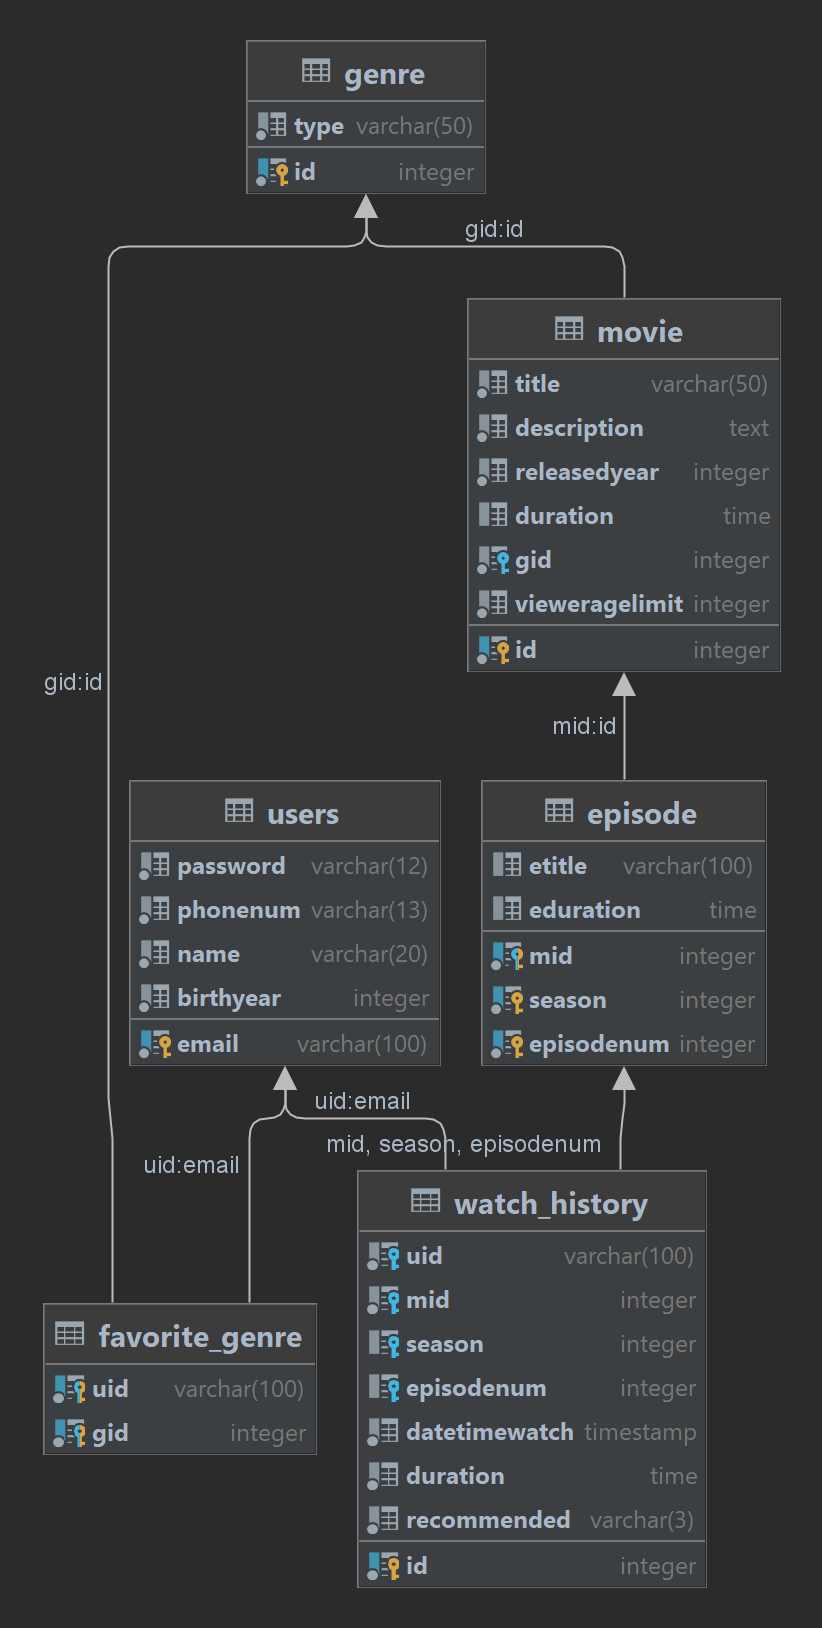 genre
type varchar(50)
id integer
gid:id
movie
title varchar(50)
description text
releasedyear integer
duration time
gid integer
vieweragelimit integer
id integer
gid:id
mid:id
users
password varchar(12)
phonenum varchar(13)
name varchar(20)
birthyear integer
email varchar(100)
episode
etitle varchar(100)
eduration time
mid integer
season integer
episodenum integer
uid:email
mid, season, episodenum
uid:email
watch_history
uid varchar(100)
mid integer
season integer
episodenum integer
datetimewatch timestamp
duration time
recommended varchar(3)
id integer
favorite_genre
uid varchar(100)
gid integer